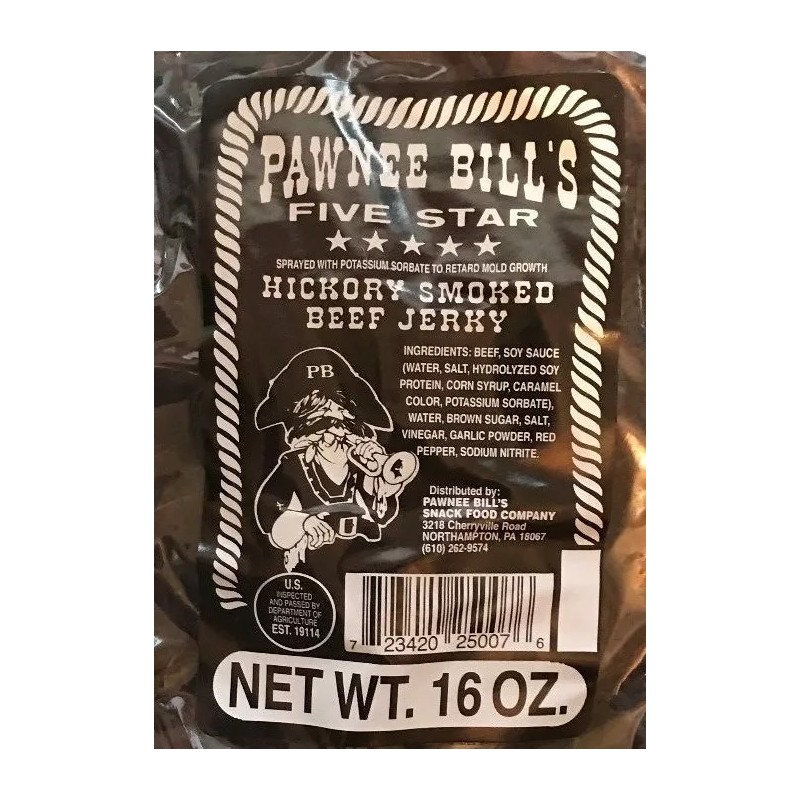 PAWNEE BILL'S
FIVE STAR
SPRAYED WITH POTASSIUM SORBATE TO RETARD MOLD GROWTH
HICKORY SMOKED
BEEF JERKY
PB
INGREDIENTS: BEEF, SOY SAUCE
(WATER, SALT, HYDROLYZED SOY
PROTEIN, CORN SYRUP, CARAMEL
COLOR, POTASSIUM SORBATE),
WATER, BROWN SUGAR, SALT,
VINEGAR, GARLIC POWDER, RED
PEPPER, SODIUM NITRITE.
Distributed by:
PAWNEE BILL'S
SNACK FOOD COMPANY
3218 Cherryville Road
NORTHAMPTON, PA 18067
(610) 262-9574
U.S.
INSPECTED
AND PASSED BY
DEPARTMENT OF
AGRICULTURE
EST. 19114
7 23420 25007 6
NET WT. 16 OZ.